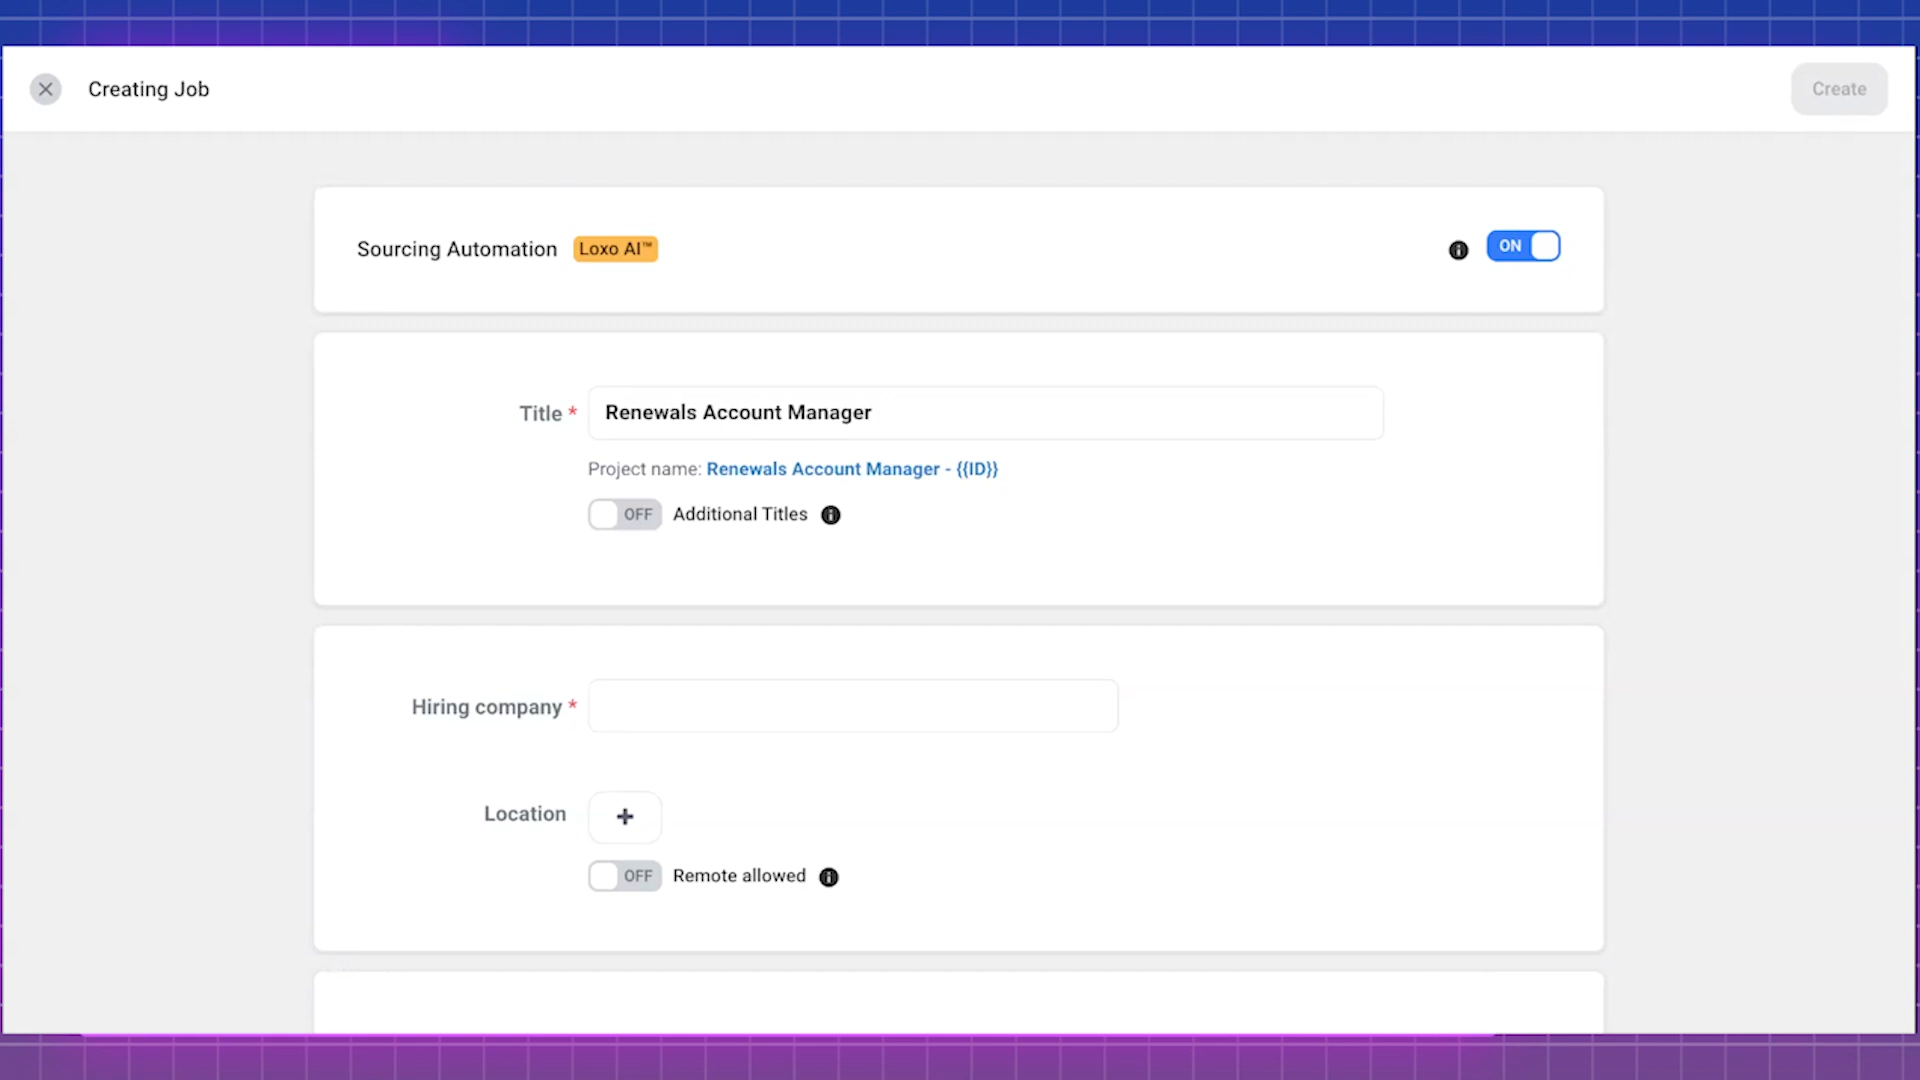 Creating Job
Create
Sourcing Automation Loxo AI™
ON
Title *
Renewals Account Manager
Project name: Renewals Account Manager - {{ID}}
OFF Additional Titles
Hiring company *
Location +
OFF Remote allowed